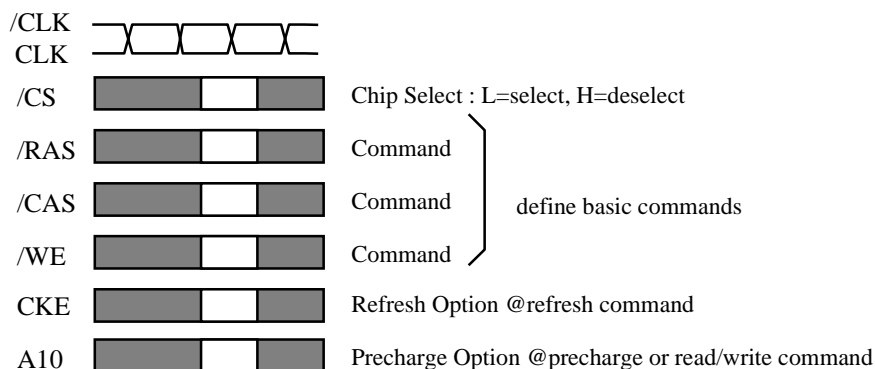 /CLK
CLK
/CS Chip Select : L=select, H=deselect
/RAS Command
/CAS Command define basic commands
/WE Command
CKE Refresh Option @refresh command
A10 Precharge Option @precharge or read/write command